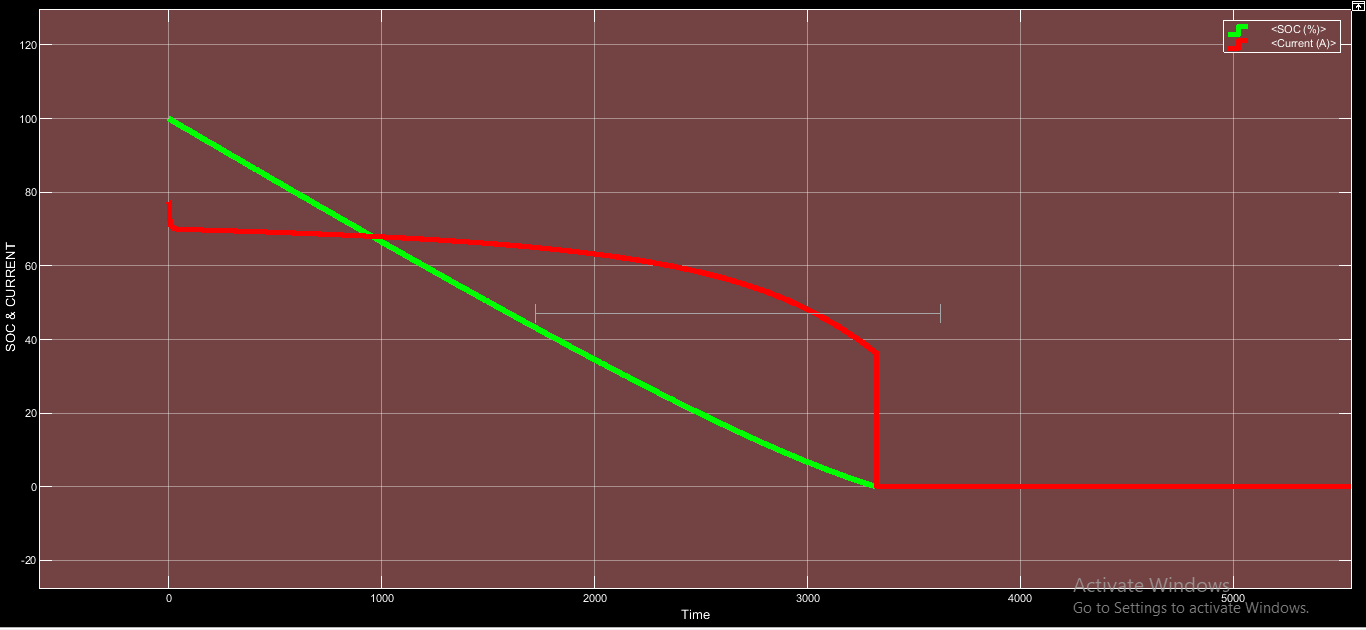 <SOC (%)>
<Current (A)>
120
100
80
60
40
20
0
-20
SOC & CURRENT
0 1000 2000 3000 4000 5000
Time
Activate Windows
Go to Settings to activate Windows.